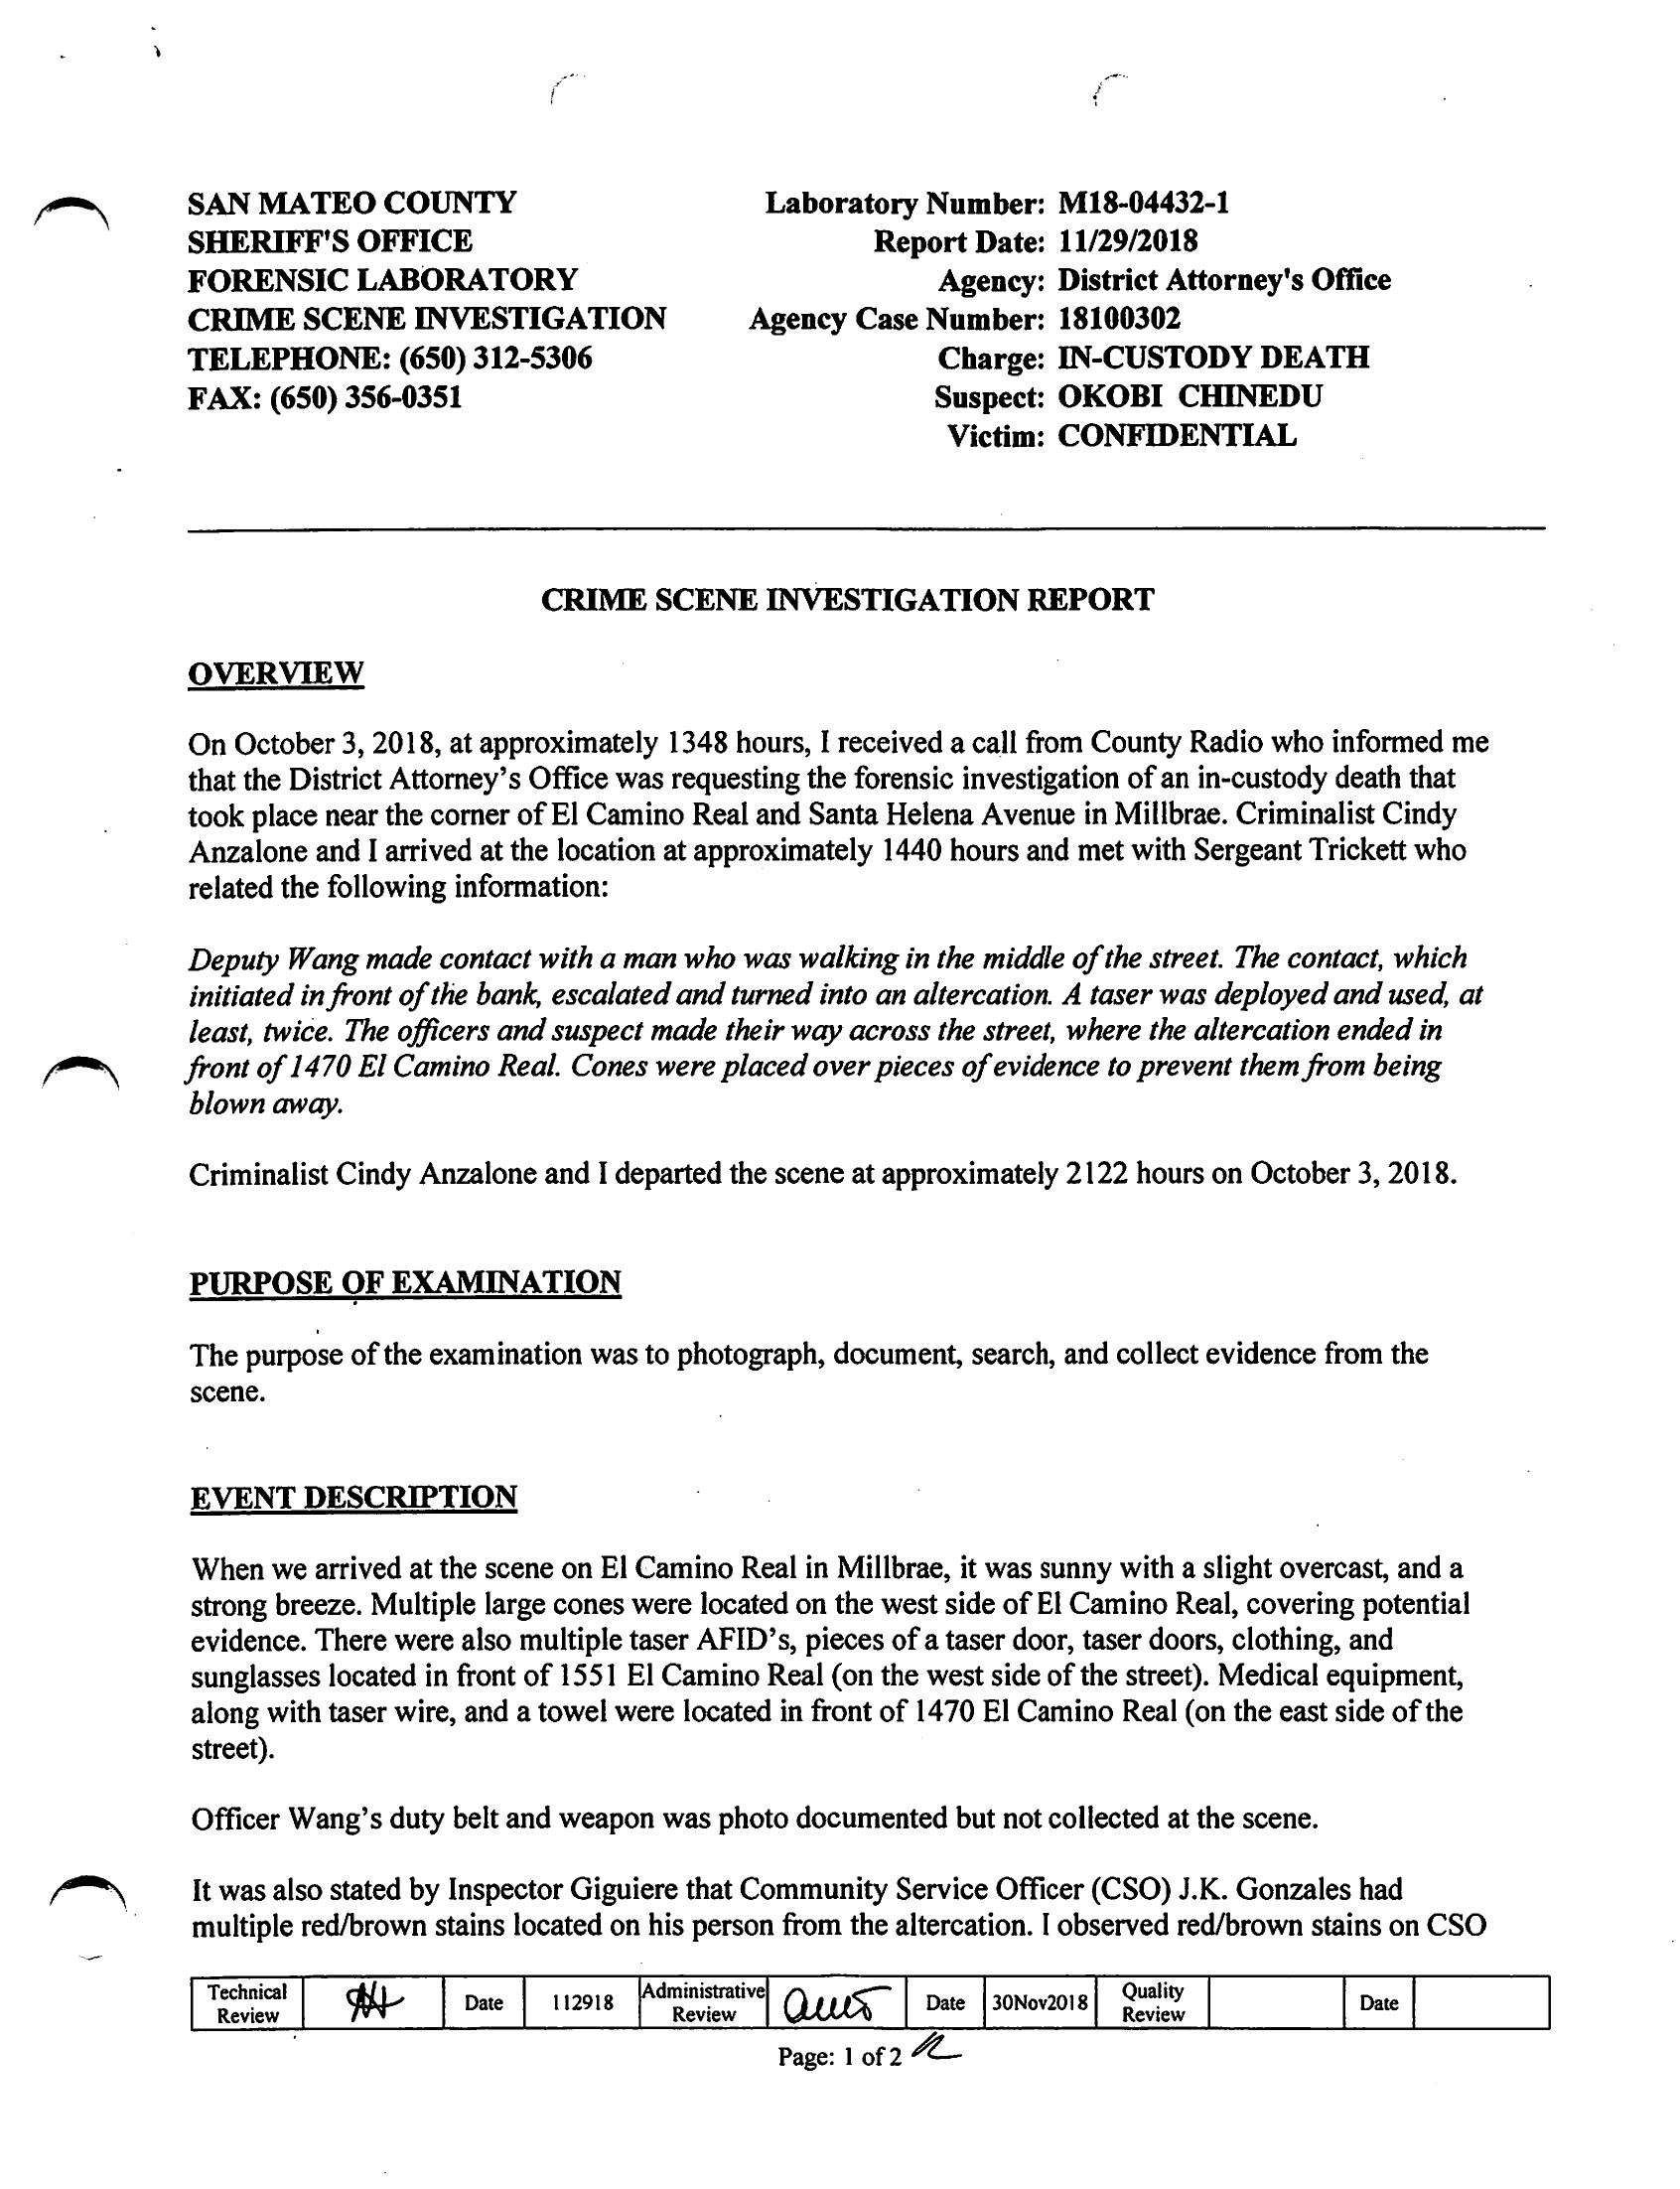 SAN MATEO COUNTY
SHERIFF'S OFFICE
FORENSIC LABORATORY
CRIME SCENE INVESTIGATION
TELEPHONE: (650) 312-5306
FAX: (650) 356-0351
Laboratory Number: M18-04432-1
Report Date: 11/29/2018
Agency: District Attorney's Office
Agency Case Number: 18100302
Charge: IN-CUSTODY DEATH
Suspect: OKOBI CHINEDU
Victim: CONFIDENTIAL
CRIME SCENE INVESTIGATION REPORT
OVERVIEW
On October 3, 2018, at approximately 1348 hours, I received a call from County Radio who informed me
that the District Attorney's Office was requesting the forensic investigation of an in-custody death that
took place near the corner of El Camino Real and Santa Helena Avenue in Millbrae. Criminalist Cindy
Anzalone and I arrived at the location at approximately 1440 hours and met with Sergeant Trickett who
related the following information:
Deputy Wang made contact with a man who was walking in the middle of the street. The contact, which
initiated in front of the bank, escalated and turned into an altercation. A taser was deployed and used, at
least, twice. The officers and suspect made their way across the street, where the altercation ended in
front of 1470 El Camino Real. Cones were placed over pieces of evidence to prevent them from being
blown away.
Criminalist Cindy Anzalone and I departed the scene at approximately 2122 hours on October 3, 2018.
PURPOSE OF EXAMINATION
The purpose of the examination was to photograph, document, search, and collect evidence from the
scene.
EVENT DESCRIPTION
When we arrived at the scene on El Camino Real in Millbrae, it was sunny with a slight overcast, and a
strong breeze. Multiple large cones were located on the west side of El Camino Real, covering potential
evidence. There were also multiple taser AFID's, pieces of a taser door, taser doors, clothing, and
sunglasses located in front of 1551 El Camino Real (on the west side of the street). Medical equipment,
along with taser wire, and a towel were located in front of 1470 El Camino Real (on the east side of the
street).
Officer Wang's duty belt and weapon was photo documented but not collected at the scene.
It was also stated by Inspector Giguiere that Community Service Officer (CSO) J.K. Gonzales had
multiple red/brown stains located on his person from the altercation. I observed red/brown stains on CSO
Technical Review Date 112918 Administrative Review Date 30Nov2018 Quality Review Date
Page: 1 of 2